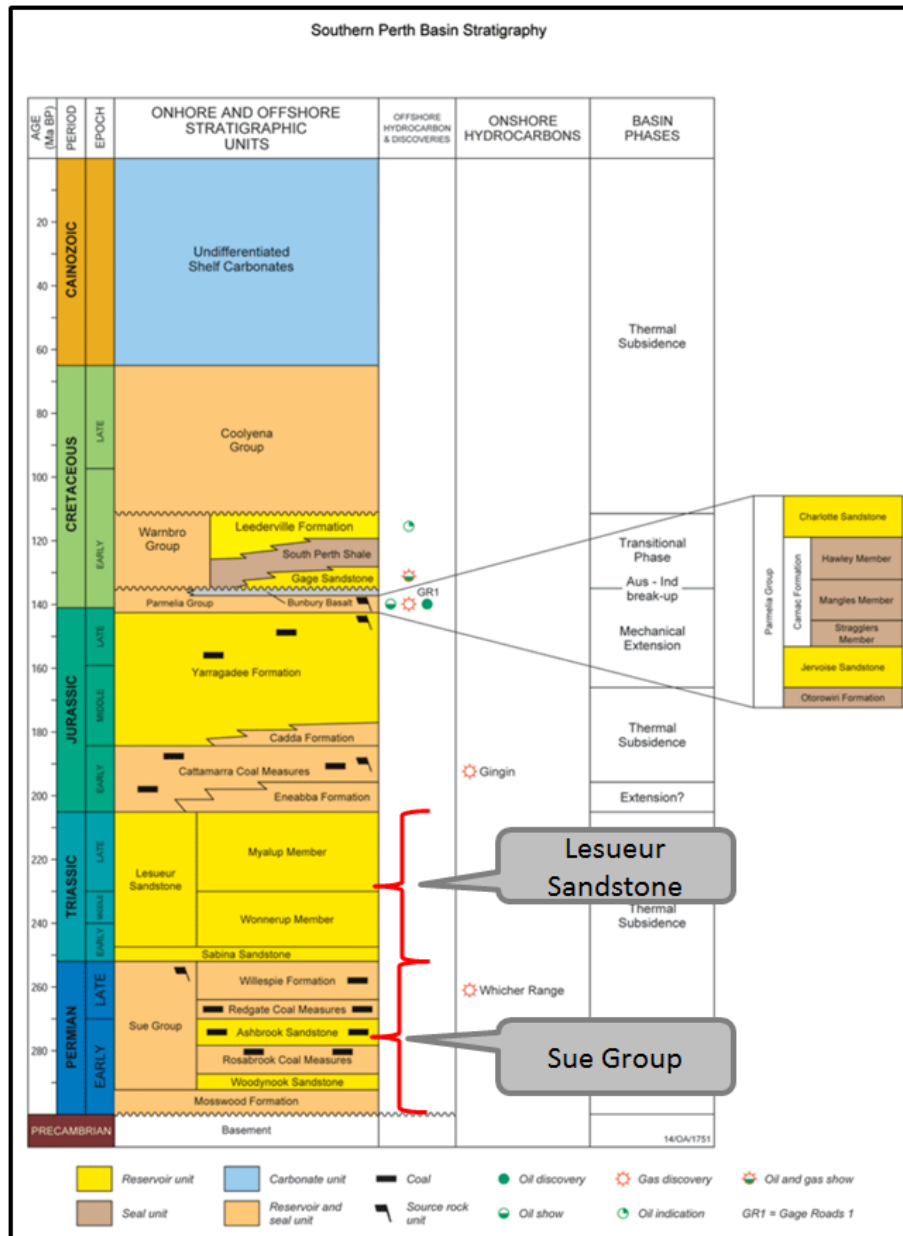 Southern Perth Basin Stratigraphy
AGE
(Ma BP)
PERIOD
EPOCH
ONHORE AND OFFSHORE
STRATIGRAPHIC
UNITS
OFFSHORE
HYDROCARBON
& DISCOVERIES
ONSHORE
HYDROCARBONS
BASIN
PHASES
20
40
60
80
100
120
140
160
180
200
220
240
260
280
CAINOZOIC
CRETACEOUS
LATE
EARLY
JURASSIC
LATE
MIDDLE
EARLY
TRIASSIC
LATE
MIDDLE
EARLY
PERMIAN
LATE
EARLY
PRECAMBRIAN
Undifferentiated
Shelf Carbonates
Coolyena
Group
Warnbro
Group
Leederville Formation
South Perth Shale
Gage Sandstone
Parmelia Group
Bunbury Basalt
Yarragadee Formation
Cadda Formation
Cattamarra Coal Measures
Eneabba Formation
Lesueur
Sandstone
Myalup Member
Wonnerup Member
Sabina Sandstone
Sue Group
Willespie Formation
Redgate Coal Measures
Ashbrook Sandstone
Rosabrook Coal Measures
Woodynook Sandstone
Mosswood Formation
Basement
GR1
Gingin
Whicher Range
Thermal
Subsidence
Transitional
Phase
Aus - Ind
break-up
Mechanical
Extension
Thermal
Subsidence
Extension?
Thermal
Subsidence
14/OA/1751
Parmelia Group
Carnac Formation
Charlotte Sandstone
Hawley Member
Mangles Member
Stragglers
Member
Jervoise Sandstone
Otorowiri Formation
Lesueur
Sandstone
Sue Group
Reservoir unit
Carbonate unit
Coal
Oil discovery
Gas discovery
Oil and gas show
Seal unit
Reservoir and
seal unit
Source rock
unit
Oil show
Oil indication
GR1 = Gage Roads 1